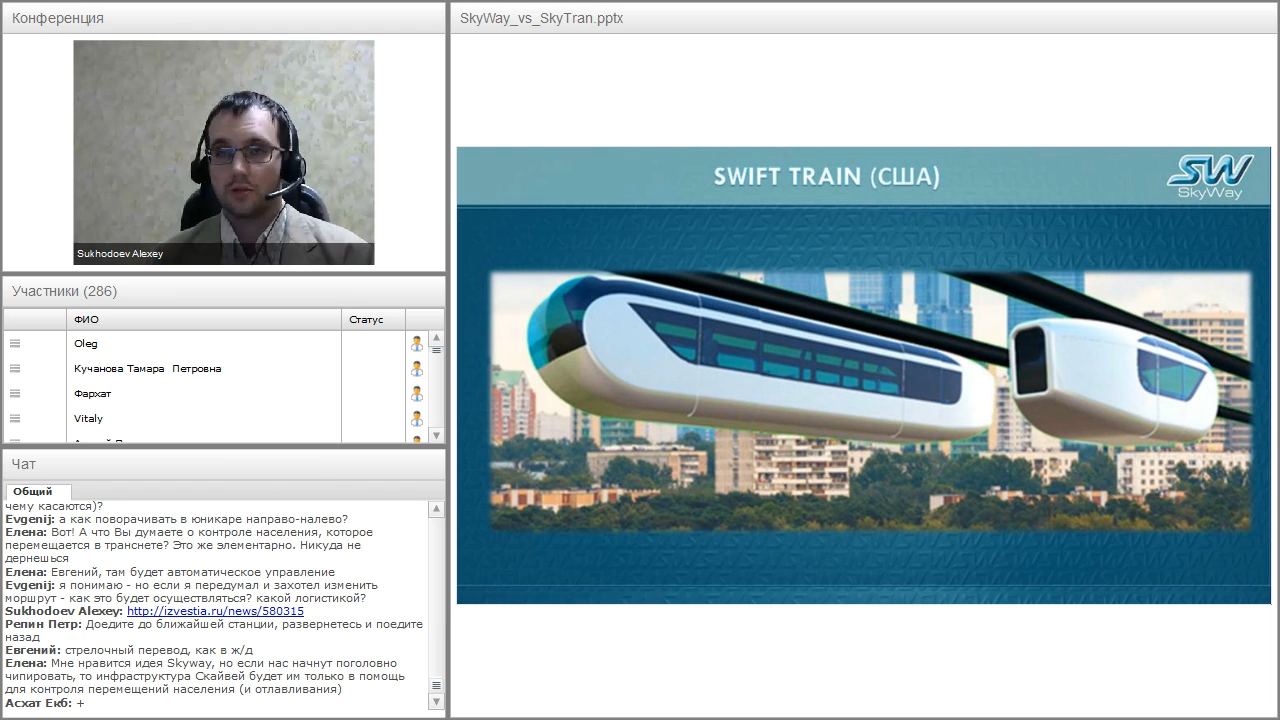 Конференция
Sukhodoev Alexey
Участники (286)
ФИО
Статус
Oleg
Кучанова Тамара Петровна
Фархат
Vitaly
Чат
Общий
чему касаются)?
Evgenij: а как поворачивать в юникаре направо-налево?
Елена: Вот! А что Вы думаете о контроле населения, которое
перемещается в транснете? Это же элементарно. Никуда не
дернешься
Елена: Евгений, там будет автоматическое управление
Evgenij: я понимаю - но если я передумал и захотел изменить
маршрут - как это будет осуществляться? какой логистикой?
Sukhodoev Alexey: http://izvestia.ru/news/580315
Репин Петр: Доедите до ближайшей станции, развернетесь и поедите
назад
Евгений: стрелочный перевод, как в ж/д
Елена: Мне нравится идея Skyway, но если нас начнут поголовно
чипировать, то инфраструктура Скайвей будет им только в помощь
для контроля перемещений населения (и отлавливания)
Асхат Екб: +
SkyWay_vs_SkyTran.pptx
SWIFT TRAIN (США)
SW
SkyWay